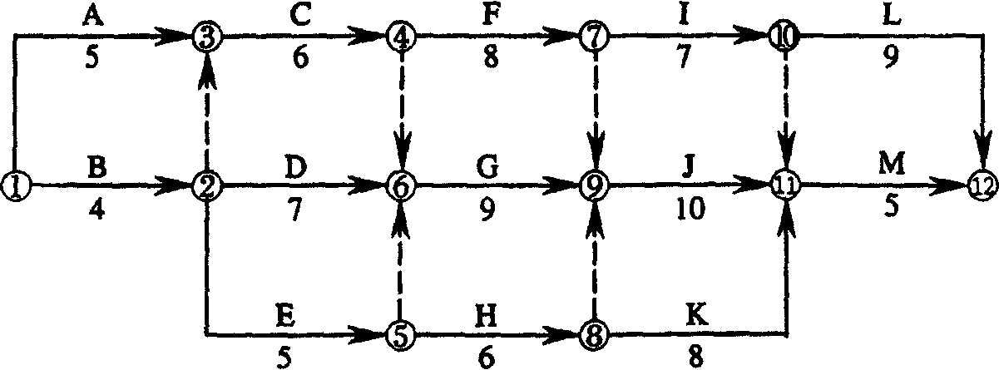 A C F I L
③ ④ ⑦ ⑩
5 6 8 7 9
B D G J M
① ② ⑥ ⑨ ⑪ ⑫
4 7 9 10 5
E H K
⑤ ⑧
5 6 8